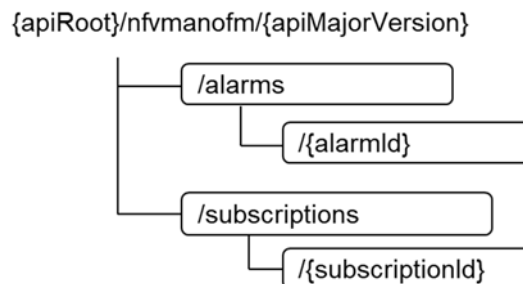 {apiRoot}/nfvmanofm/{apiMajorVersion}
/alarms
/{alarmId}
/subscriptions
/{subscriptionId}